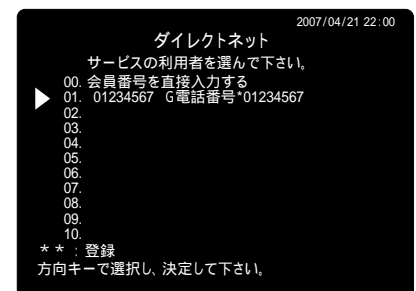 2007/04/21 22:00
ダイレクトネット
サービスの利用者を選んで下さい。
00. 会員番号を直接入力する
01. 01234567 G電話番号*01234567
02.
03.
04.
05.
06.
07.
08.
09.
10.
＊＊：登録
方向キーで選択し、決定して下さい。